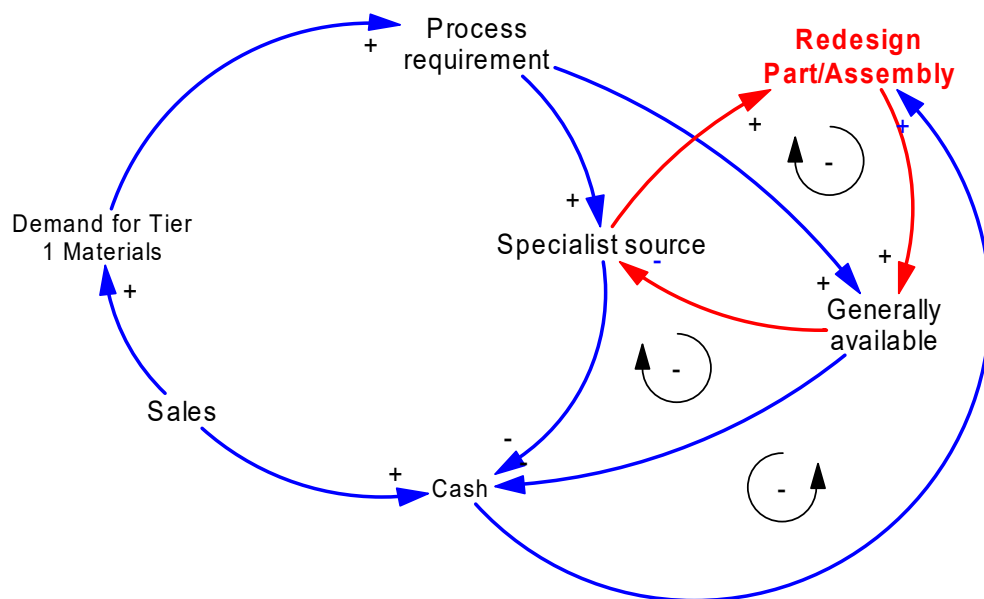 Process
requirement
+
Redesign
Part/Assembly
+
+
-
Demand for Tier
1 Materials
+
Specialist source
-
+
+
+
Generally
available
-
Sales
-
-
+
Cash
-